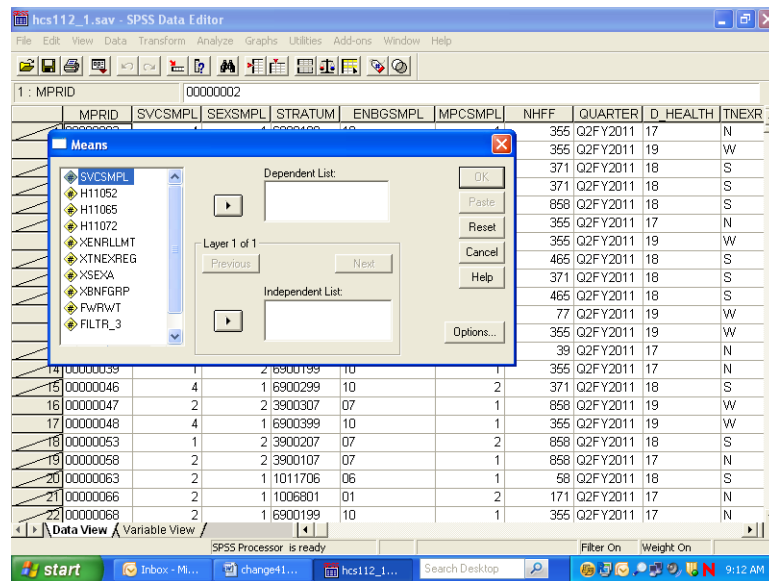 hcs112_1.sav - SPSS Data Editor
File Edit View Data Transform Analyze Graphs Utilities Add-ons Window Help
1 : MPRID 00000002
MPRID SVCSMPL SEXSMPL STRATUM ENBGSMPL MPCSMPL NHFF QUARTER D_HEALTH TNEXR
355 Q2FY2011 17 N
Means
355 Q2FY2011 19 W
SVCSMPL
H11052
H11065
H11072
XENRLLMT
XTNEXREG
XSEXA
XBNFGRP
FWRWT
FILTR_3
Dependent List:
Layer 1 of 1
Previous Next
Independent List:
OK
Paste
Reset
Cancel
Help
Options...
371 Q2FY2011 18 S
371 Q2FY2011 18 S
858 Q2FY2011 18 S
355 Q2FY2011 17 N
355 Q2FY2011 19 W
465 Q2FY2011 18 S
371 Q2FY2011 18 S
465 Q2FY2011 18 S
77 Q2FY2011 19 W
355 Q2FY2011 19 W
39 Q2FY2011 17 N
14 00000039 1 2 6900199 10 1 355 Q2FY2011 17 N
15 00000046 4 1 6900299 10 2 371 Q2FY2011 18 S
16 00000047 2 2 3900307 07 1 858 Q2FY2011 19 W
17 00000048 4 1 6900399 10 1 355 Q2FY2011 19 W
18 00000053 1 2 3900207 07 2 858 Q2FY2011 18 S
19 00000058 2 2 3900107 07 1 858 Q2FY2011 17 N
20 00000063 2 1 1011706 06 1 58 Q2FY2011 18 S
21 00000066 2 1 1006801 01 2 171 Q2FY2011 17 N
22 00000068 2 1 6900199 10 1 355 Q2FY2011 17 N
Data View Variable View
SPSS Processor is ready Filter On Weight On
start Inbox - Mi... change41... hcs112_1... Search Desktop 9:12 AM